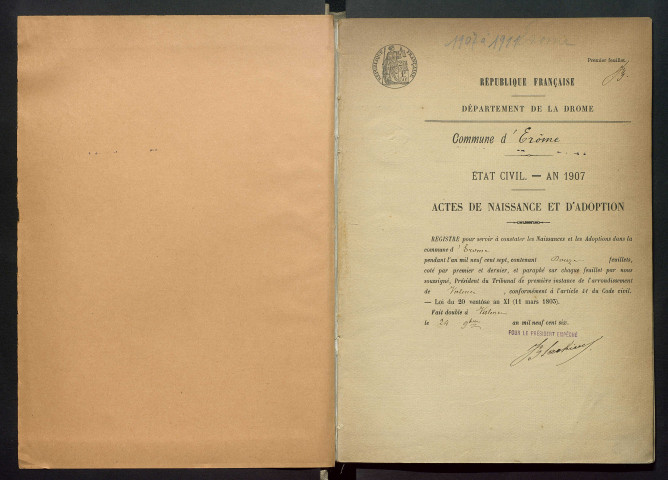 1907 à 1911
Premier feuillet
RÉPUBLIQUE FRANÇAISE
RÉPUBLIQUE FRANÇAISE
DÉPARTEMENT DE LA DROME
Commune d'Erôme
ÉTAT CIVIL. — AN 1907
ACTES DE NAISSANCE ET D'ADOPTION
REGISTRE pour servir à constater les Naissances et les Adoptions dans la
commune d'Erome
pendant l'an mil neuf cent sept, contenant Douze feuillets,
coté par premier et dernier, et paraphé sur chaque feuillet par nous
soussigné, Président du Tribunal de première instance de l'arrondissement
de Valence, conformément à l'article 41 du Code civil.
— Loi du 20 ventôse an XI (11 mars 1803).
Fait double à Valence
le 24 9bre an mil neuf cent six.
POUR LE PRÉSIDENT EMPÊCHÉ